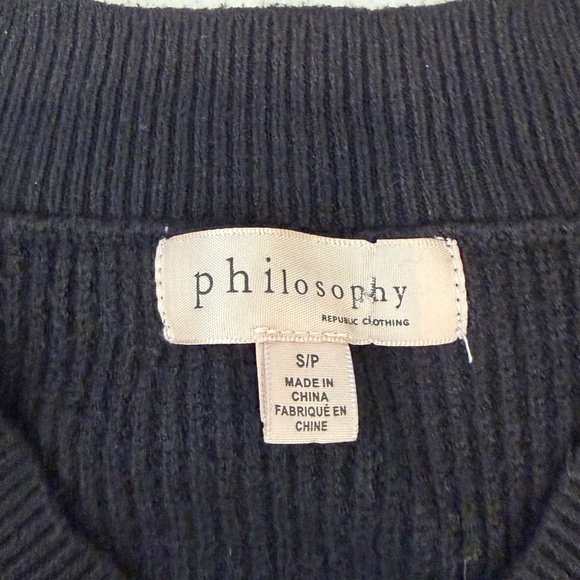 philosophy
REPUBLIC CLOTHING
S/P
MADE IN
CHINA
FABRIQUÉ EN
CHINE